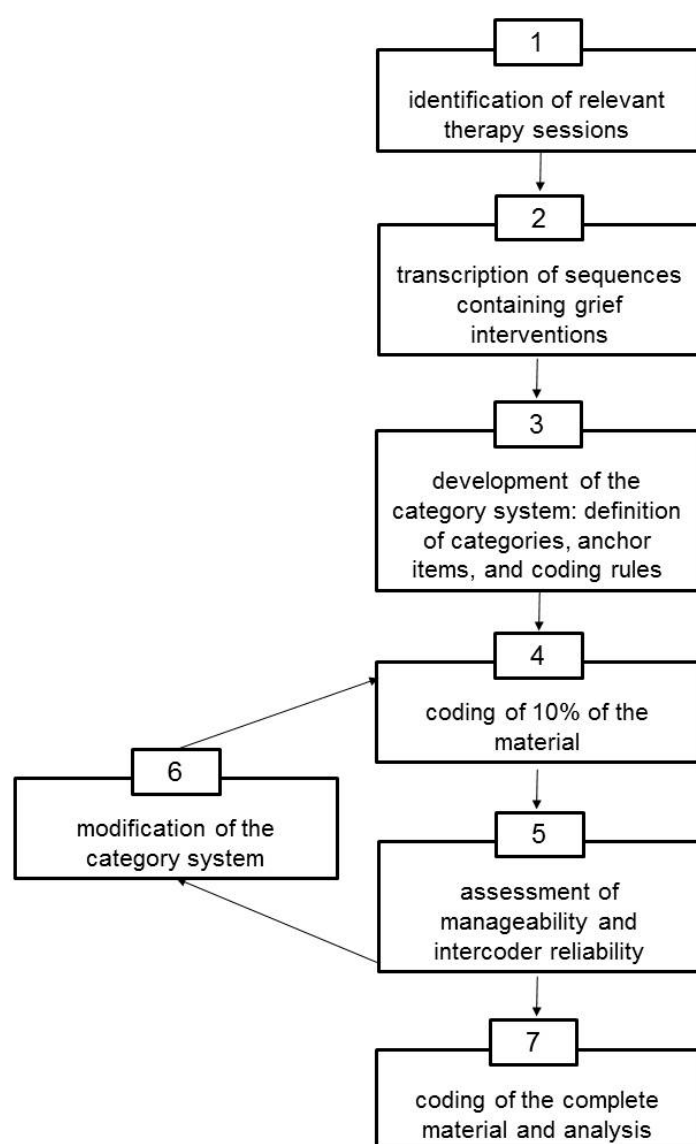 1
identification of relevant
therapy sessions
2
transcription of sequences
containing grief
interventions
3
development of the
category system: definition
of categories, anchor
items, and coding rules
4
coding of 10% of the
material
5
assessment of
manageability and
intercoder reliability
6
modification of the
category system
7
coding of the complete
material and analysis